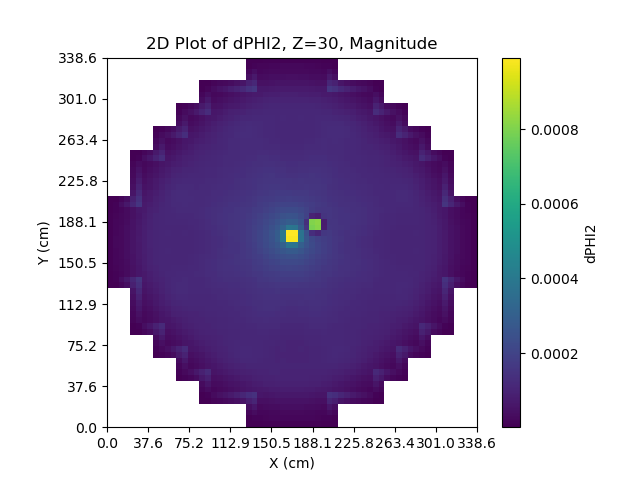 2D Plot of dPHI2, Z=30, Magnitude
338.6
301.0
263.4
225.8
188.1
150.5
112.9
75.2
37.6
0.0
Y (cm)
0.0 37.6 75.2 112.9 150.5 188.1 225.8 263.4 301.0 338.6
X (cm)
0.0008
0.0006
0.0004
0.0002
dPHI2